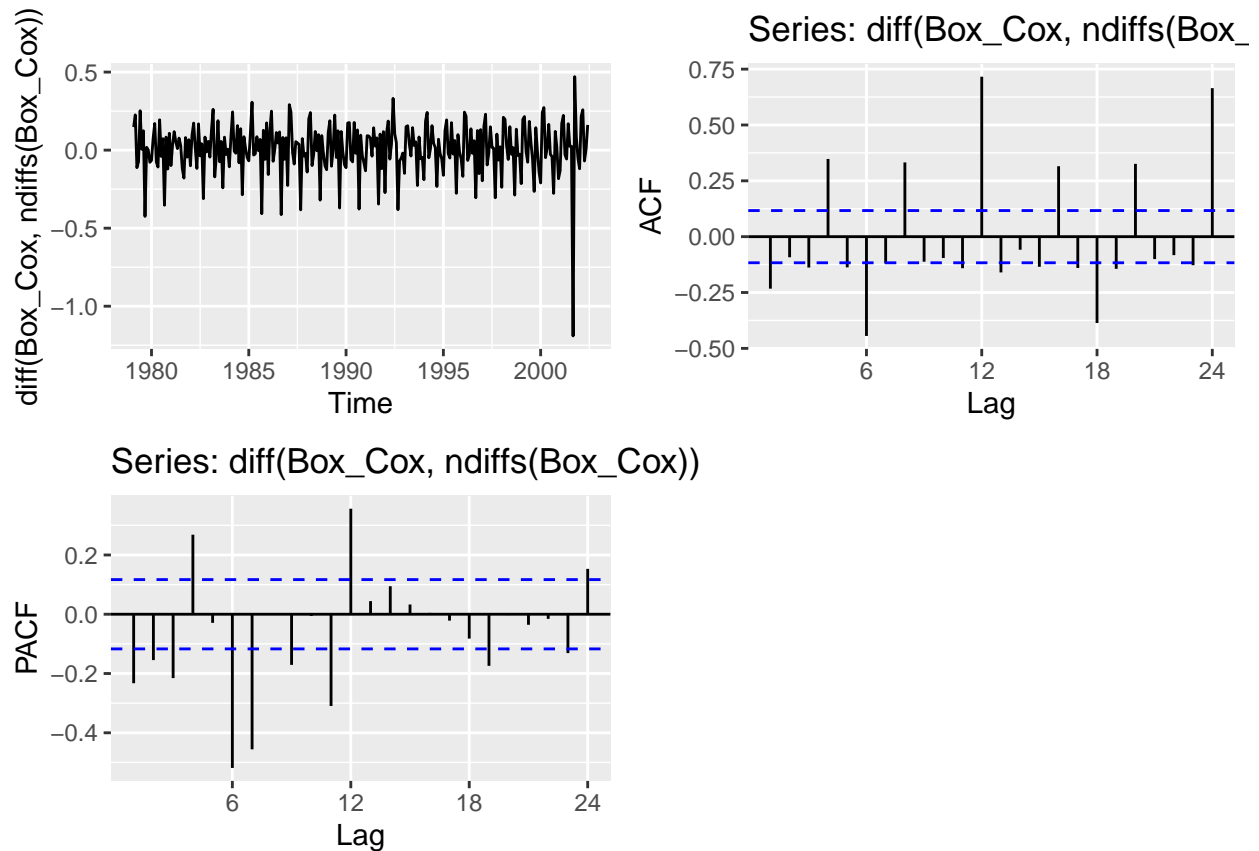 diff(Box_Cox, ndiffs(Box_Cox))
0.5
0.0
−0.5
−1.0
1980 1985 1990 1995 2000
Time
Series: diff(Box_Cox, ndiffs(Box_
ACF
0.75
0.50
0.25
0.00
−0.25
−0.50
6 12 18 24
Lag
Series: diff(Box_Cox, ndiffs(Box_Cox))
PACF
0.2
0.0
−0.2
−0.4
6 12 18 24
Lag